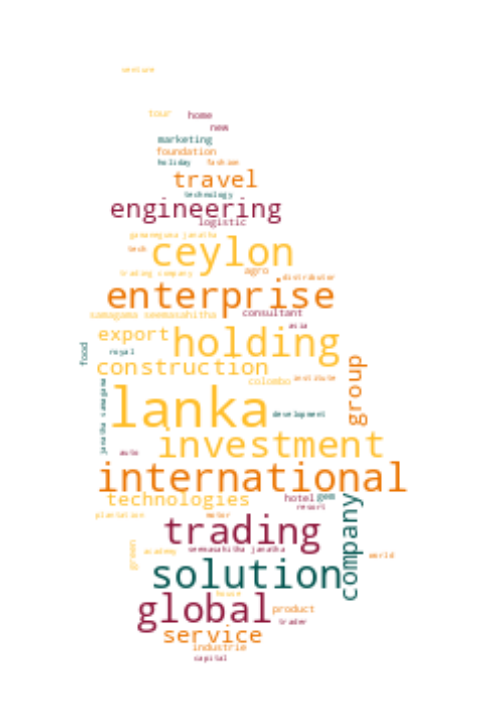 venture
tour
home
new
marketing
foundation
holiday
fashion
travel
technology
engineering
logistic
gamameguna janatha
tech
ceylon
trading company
agro
distributor
enterprise
samagama seemasahitha
consultant
asia
export
holding
food
royal
construction
colombo
institute
group
janatha samagama
lanka
development
investment
auto
international
technologies
hotel
gem
resort
company
plantation
motor
trading
green
academy
seemasahitha janatha
world
solution
house
global
product
trader
service
industrie
capital